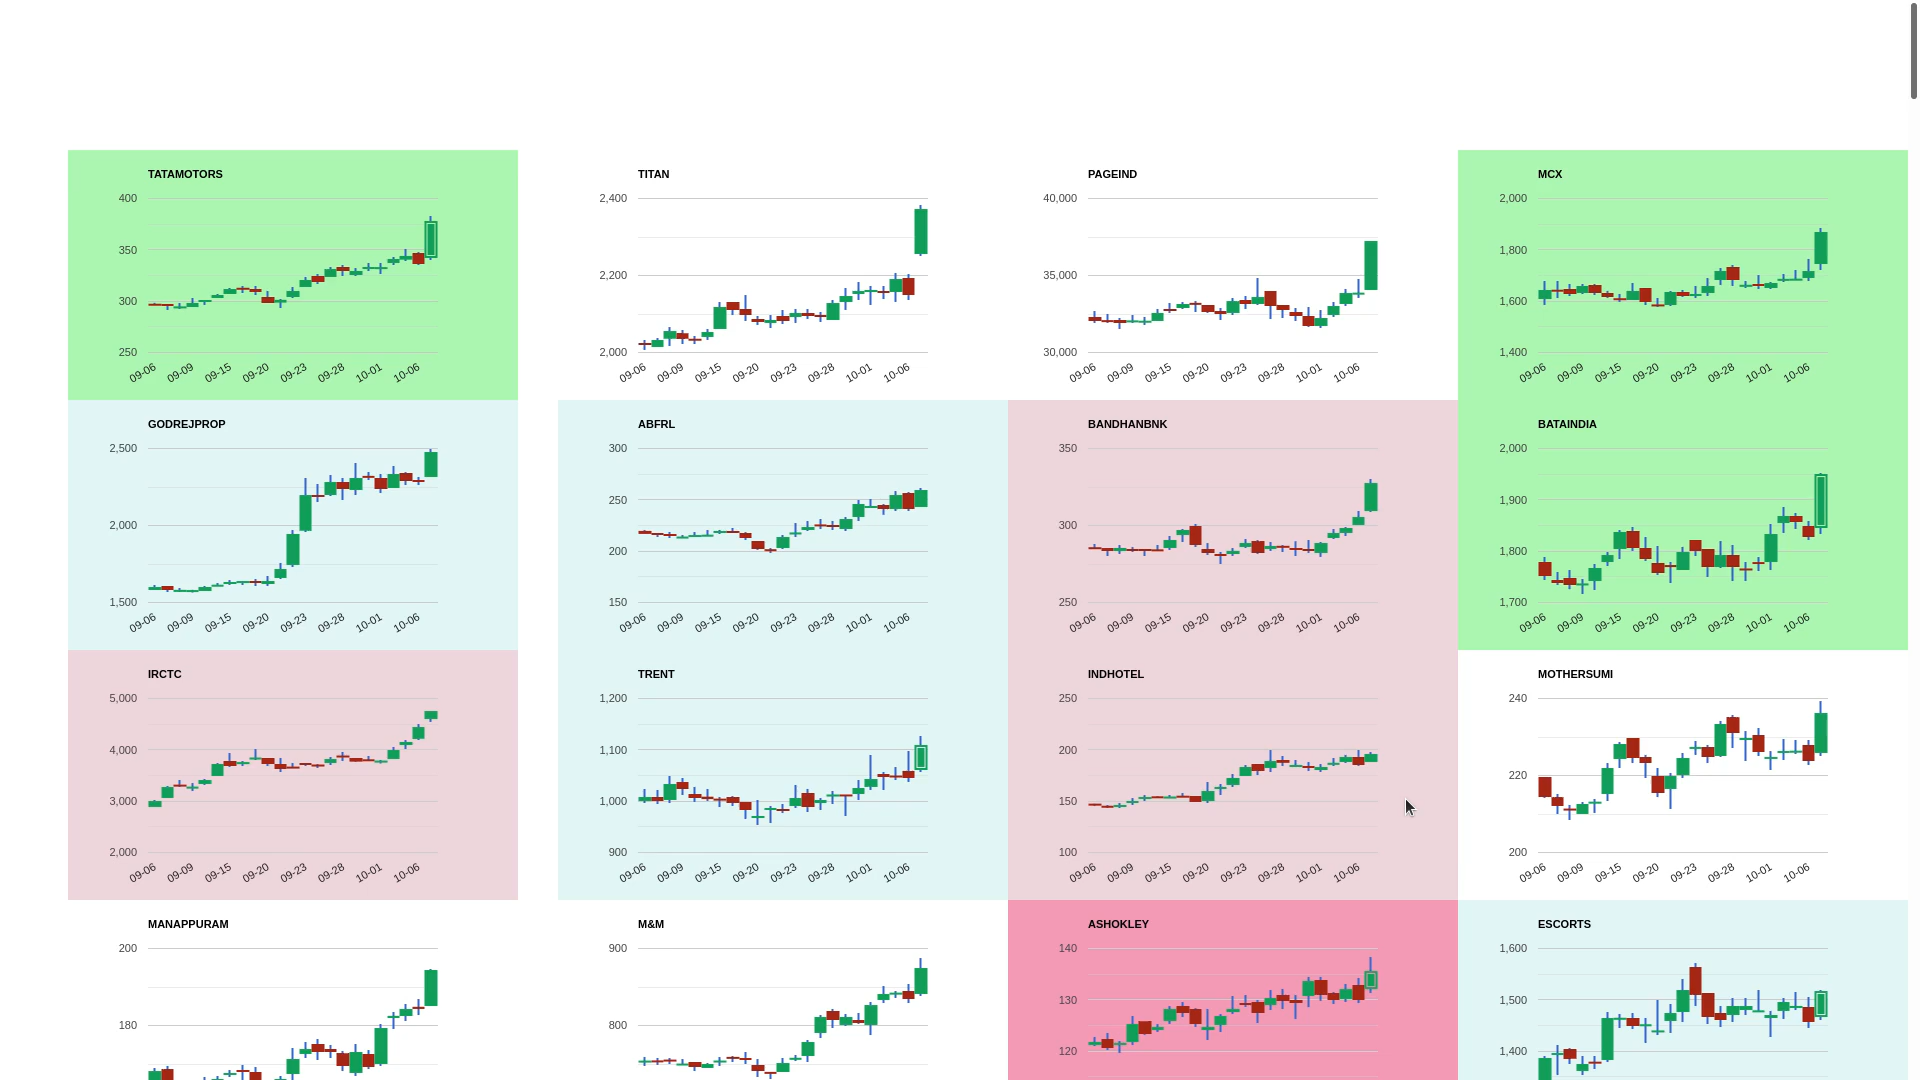 TATAMOTORS
400
350
300
250
09-06 09-09 09-15 09-20 09-23 09-28 10-01 10-06
TITAN
2,400
2,200
2,000
09-06 09-09 09-15 09-20 09-23 09-28 10-01 10-06
PAGEIND
40,000
35,000
30,000
09-06 09-09 09-15 09-20 09-23 09-28 10-01 10-06
MCX
2,000
1,800
1,600
1,400
09-06 09-09 09-15 09-20 09-23 09-28 10-01 10-06
GODREJPROP
2,500
2,000
1,500
09-06 09-09 09-15 09-20 09-23 09-28 10-01 10-06
ABFRL
300
250
200
150
09-06 09-09 09-15 09-20 09-23 09-28 10-01 10-06
BANDHANBNK
350
300
250
09-06 09-09 09-15 09-20 09-23 09-28 10-01 10-06
BATAINDIA
2,000
1,900
1,800
1,700
09-06 09-09 09-15 09-20 09-23 09-28 10-01 10-06
IRCTC
5,000
4,000
3,000
2,000
09-06 09-09 09-15 09-20 09-23 09-28 10-01 10-06
TRENT
1,200
1,100
1,000
900
09-06 09-09 09-15 09-20 09-23 09-28 10-01 10-06
INDHOTEL
250
200
150
100
09-06 09-09 09-15 09-20 09-23 09-28 10-01 10-06
MOTHERSUMI
240
220
200
09-06 09-09 09-15 09-20 09-23 09-28 10-01 10-06
MANAPPURAM
200
180
M&M
900
800
ASHOKLEY
140
130
120
ESCORTS
1,600
1,500
1,400